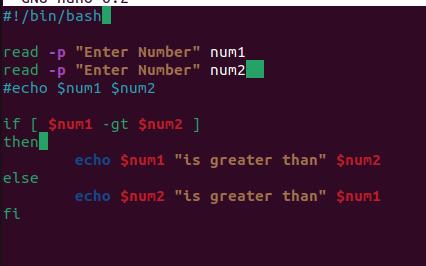 #!/bin/bash
read -p "Enter Number" num1
read -p "Enter Number" num2
#echo $num1 $num2
if [ $num1 -gt $num2 ]
then
echo $num1 "is greater than" $num2
else
echo $num2 "is greater than" $num1
fi